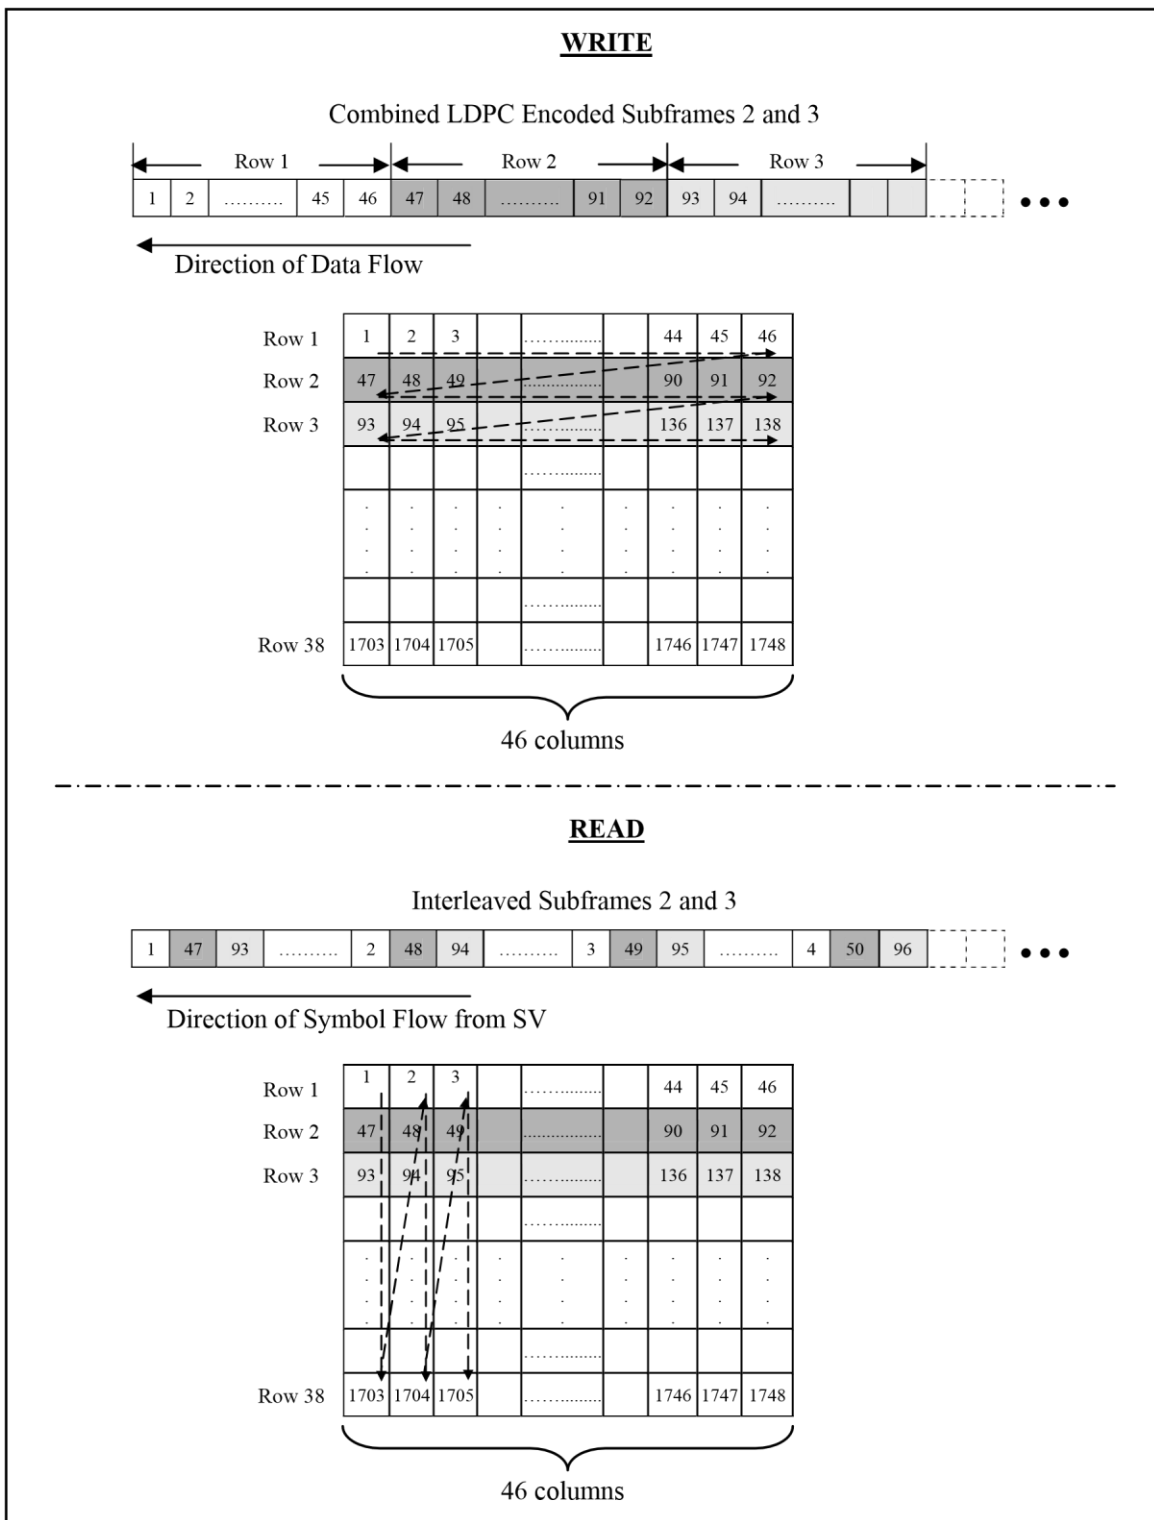 WRITE
Combined LDPC Encoded Subframes 2 and 3
Row 1 Row 2 Row 3
1 2 .......... 45 46 47 48 .......... 91 92 93 94 ..........
Direction of Data Flow
Row 1 1 2 3 .............. 44 45 46
Row 2 47 48 49 .............. 90 91 92
Row 3 93 94 95 .............. 136 137 138
..............
. . . . . . . . .
. . . . . . . . .
. . . . . . . . .
. . . . . . . . .
..............
Row 38 1703 1704 1705 .............. 1746 1747 1748
46 columns
READ
Interleaved Subframes 2 and 3
1 47 93 .......... 2 48 94 .......... 3 49 95 .......... 4 50 96
Direction of Symbol Flow from SV
Row 1 1 2 3 .............. 44 45 46
Row 2 47 48 49 .............. 90 91 92
Row 3 93 94 95 .............. 136 137 138
..............
. . . . . . . . .
. . . . . . . . .
. . . . . . . . .
. . . . . . . . .
..............
Row 38 1703 1704 1705 .............. 1746 1747 1748
46 columns